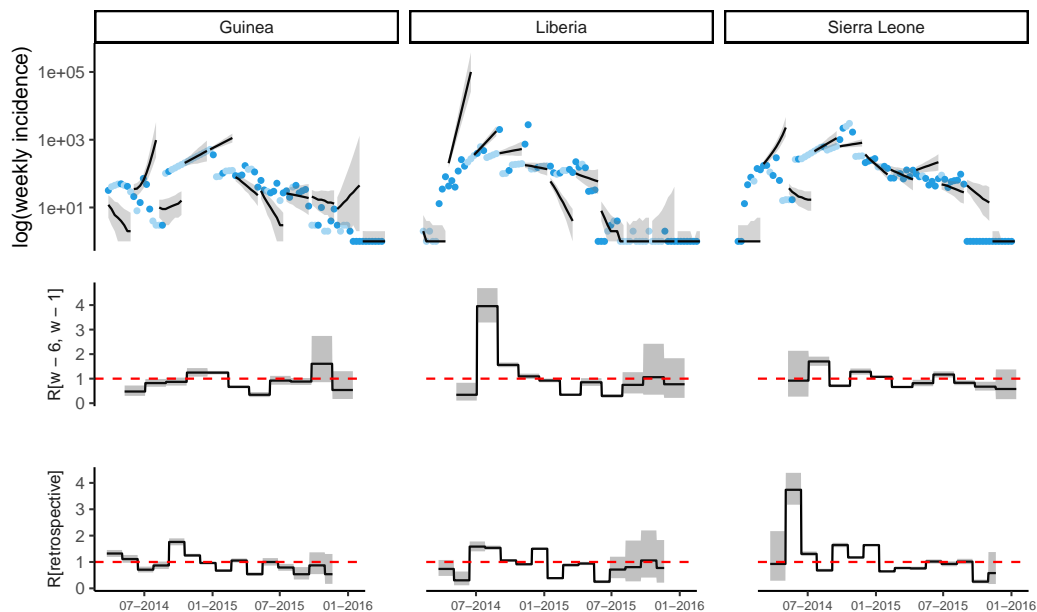 Guinea Liberia Sierra Leone
log(weekly incidence)
1e+05
1e+03
1e+01
R[w − 6, w − 1]
4
3
2
1
0
R[retrospective]
4
3
2
1
0
07−2014 01−2015 07−2015 01−2016 07−2014 01−2015 07−2015 01−2016 07−2014 01−2015 07−2015 01−2016